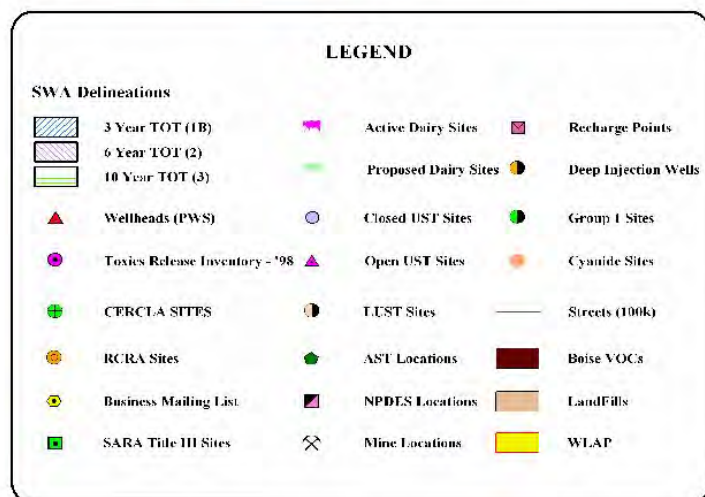 LEGEND
SWA Delineations
3 Year TOT (1B)
6 Year TOT (2)
10 Year TOT (3)
Wellheads (PWS)
Toxics Release Inventory - '98
CERCLA SITES
RCRA Sites
Business Mailing List
SARA Title III Sites
Active Dairy Sites
Proposed Dairy Sites
Closed UST Sites
Open UST Sites
LUST Sites
AST Locations
NPDES Locations
Mine Locations
Recharge Points
Deep Injection Wells
Group 1 Sites
Cyanide Sites
Streets (100k)
Boise VOCs
LandFills
WLAP